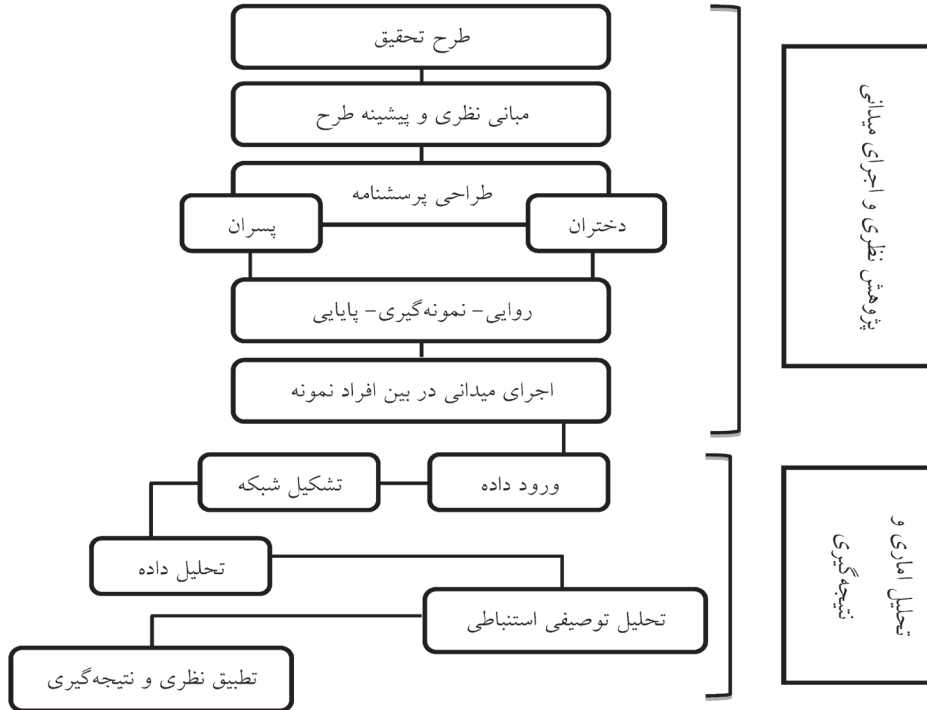 طرح تحقیق
مبانی نظری و پیشینه طرح
طراحی پرسشنامه
دختران
پسران
روایی- نمونه‌گیری- پایایی
اجرای میدانی در بین افراد نمونه
پژوهش نظری و اجرای میدانی
ورود داده
تشکیل شبکه
تحلیل داده
تحلیل توصیفی استنباطی
تطبیق نظری و نتیجه‌گیری
تحلیل اماری و
نتیجه‌گیری